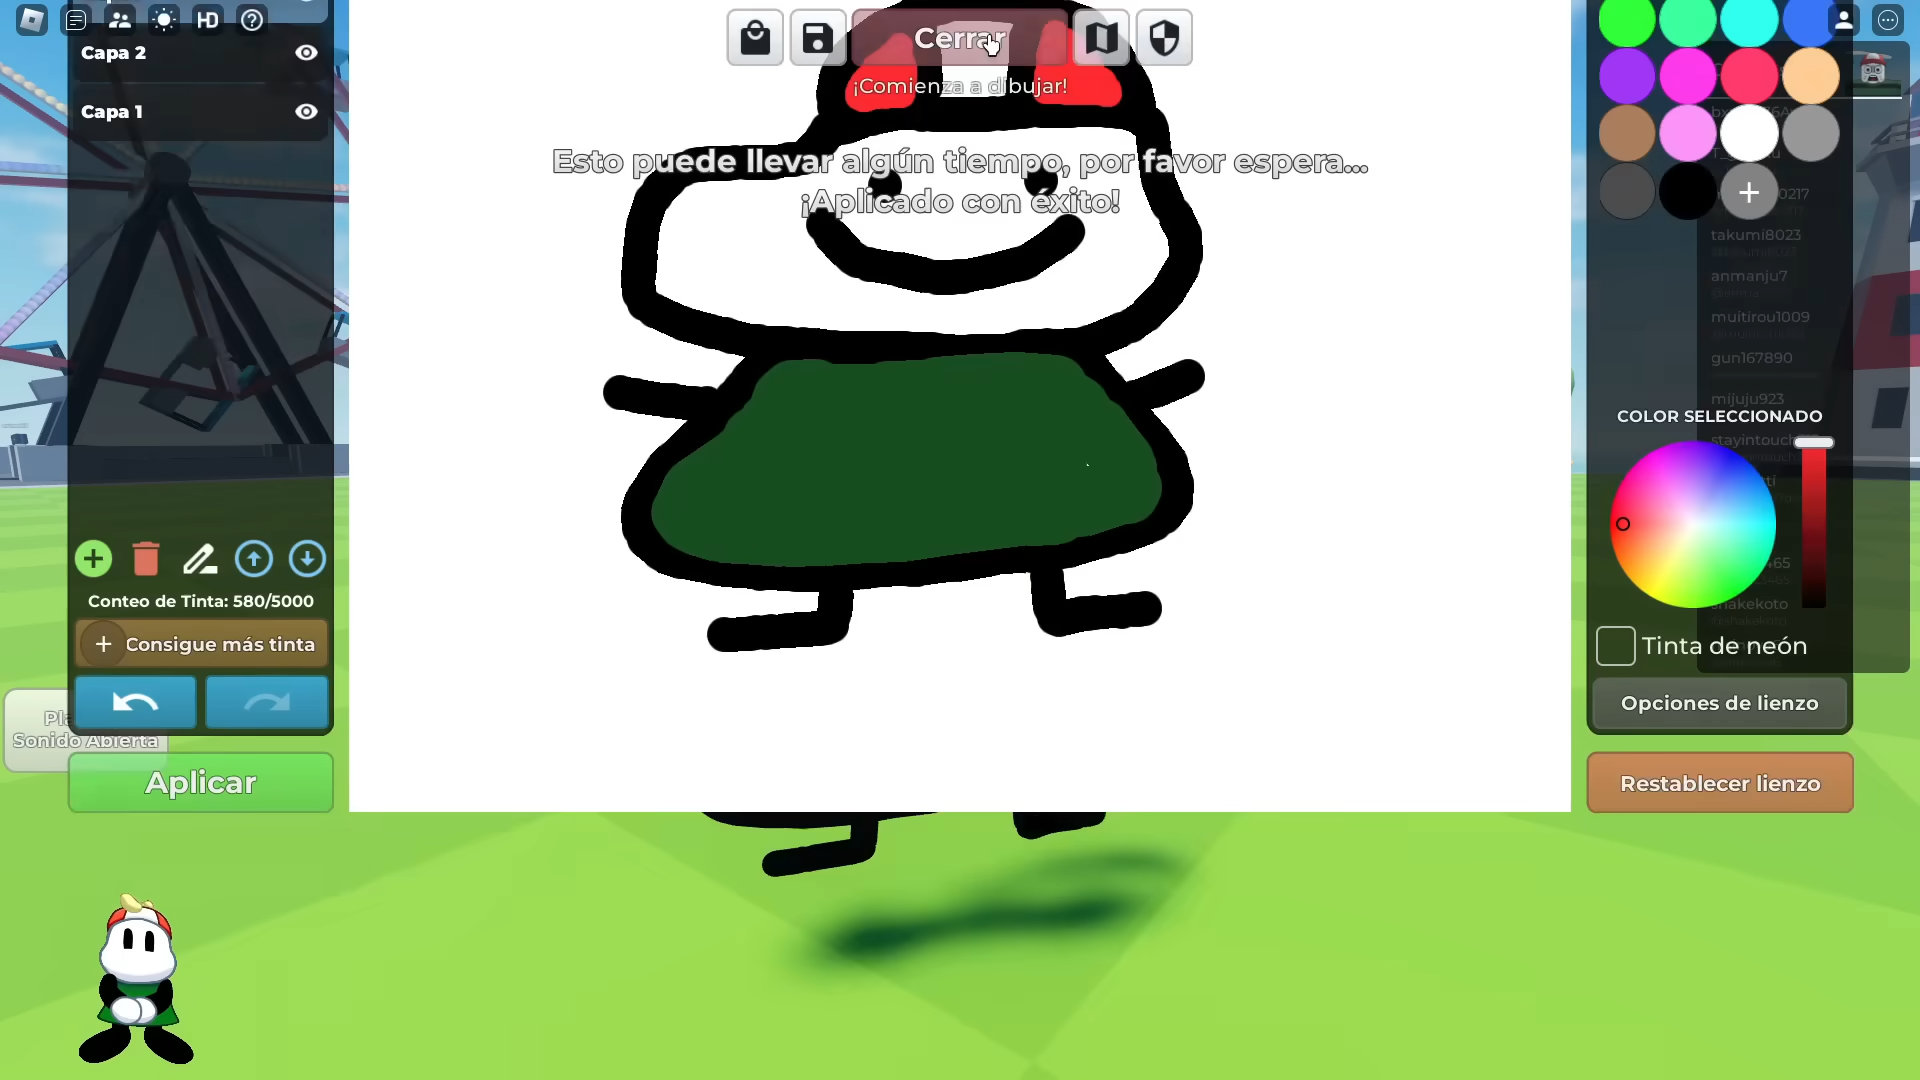 HD
Capa 2
Capa 1
Cerrar
¡Comienza a dibujar!
Esto puede llevar algún tiempo, por favor espera...
¡Aplicado con éxito!
takumi8023
anmanju7
muitirou1009
gun167890
mijuju923
COLOR SELECCIONADO
Conteo de Tinta: 580/5000
Consigue más tinta
Tinta de neón
Opciones de lienzo
Sonido Abierta
Aplicar
Restablecer lienzo